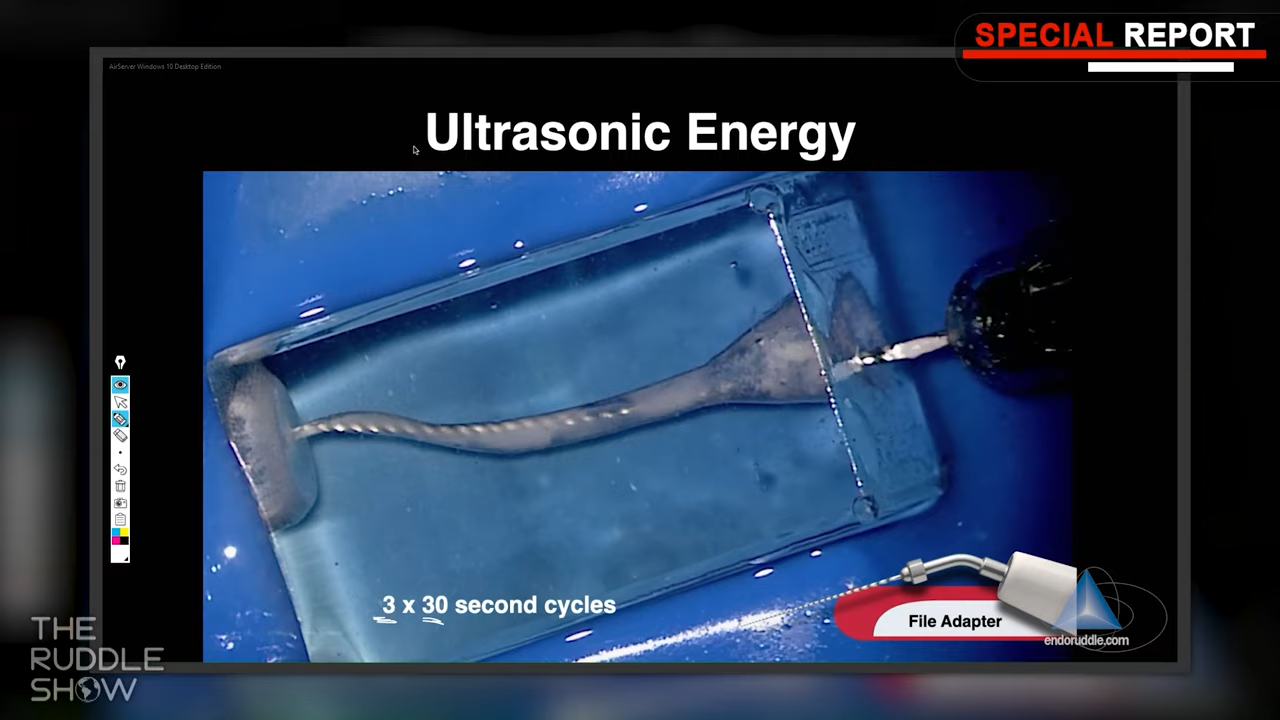 SPECIAL REPORT
AirServer Windows 10 Desktop Edition
Ultrasonic Energy
3 x 30 second cycles
File Adapter
endoruddle.com
THE
RUDDLE
SHOW